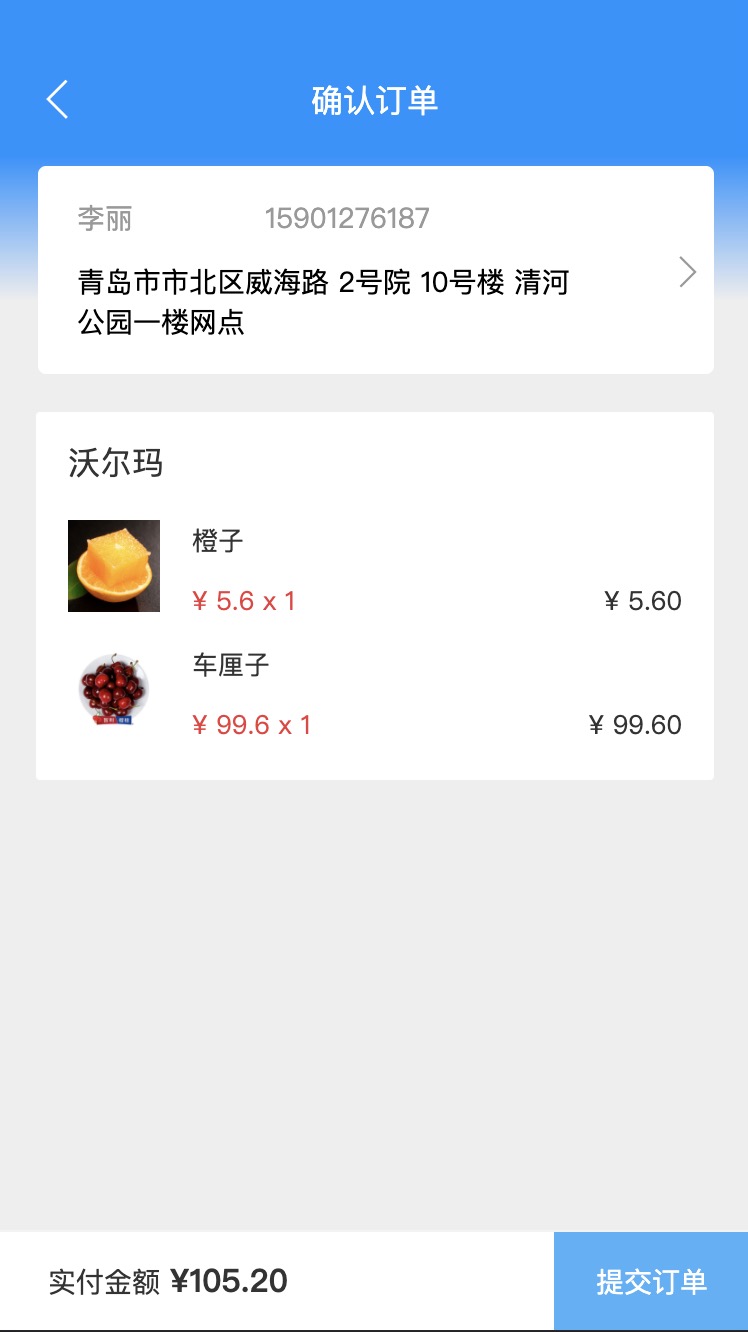 确认订单
李丽 15901276187
青岛市市北区威海路 2号院 10号楼 清河
公园一楼网点
沃尔玛
橙子
¥ 5.6 x 1 ¥ 5.60
车厘子
¥ 99.6 x 1 ¥ 99.60
实付金额 ¥105.20 提交订单